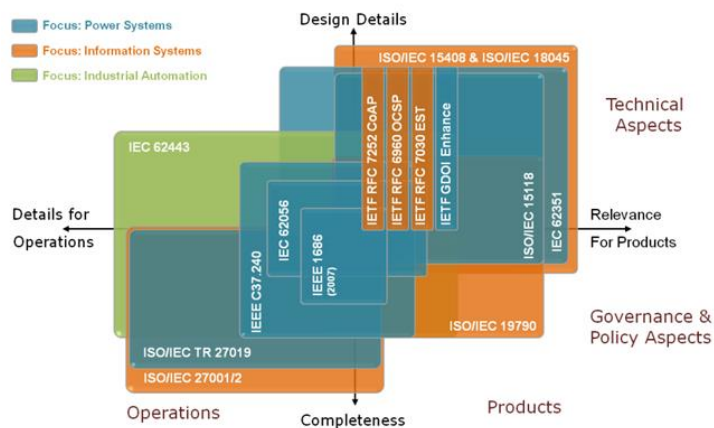 Design Details
Focus: Power Systems
Focus: Information Systems
Focus: Industrial Automation
ISO/IEC 15408 & ISO/IEC 18045
Technical
Aspects
IEC 62443
IETF RFC 7252 CoAP
IETF RFC 6960 OCSP
IETF RFC 7030 EST
IETF GDOI Enhance
ISO/IEC 15118
IEC 62351
Details for
Operations
Relevance
For Products
IEEE C37.240
IEC 62056
IEEE 1686
(2007)
ISO/IEC 19790
Governance &
Policy Aspects
ISO/IEC TR 27019
ISO/IEC 27001/2
Operations
Completeness
Products